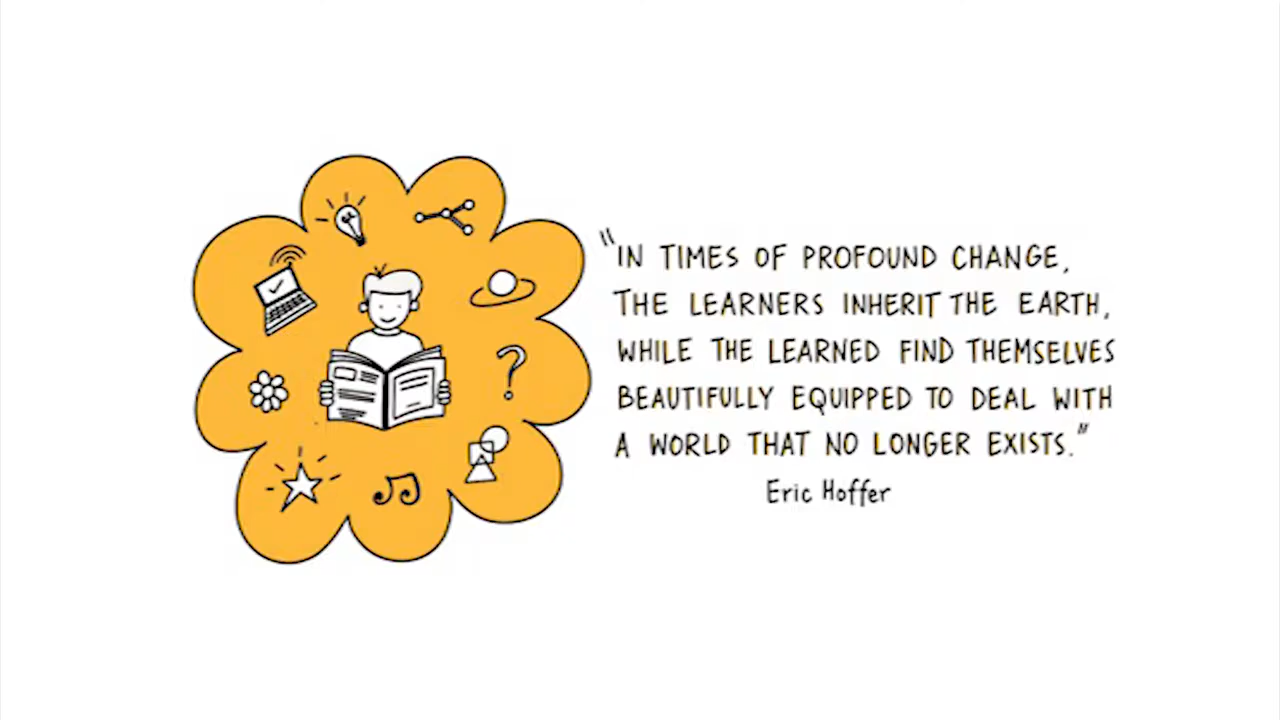 "IN TIMES OF PROFOUND CHANGE,
THE LEARNERS INHERIT THE EARTH,
WHILE THE LEARNED FIND THEMSELVES
BEAUTIFULLY EQUIPPED TO DEAL WITH
A WORLD THAT NO LONGER EXISTS."
Eric Hoffer
?